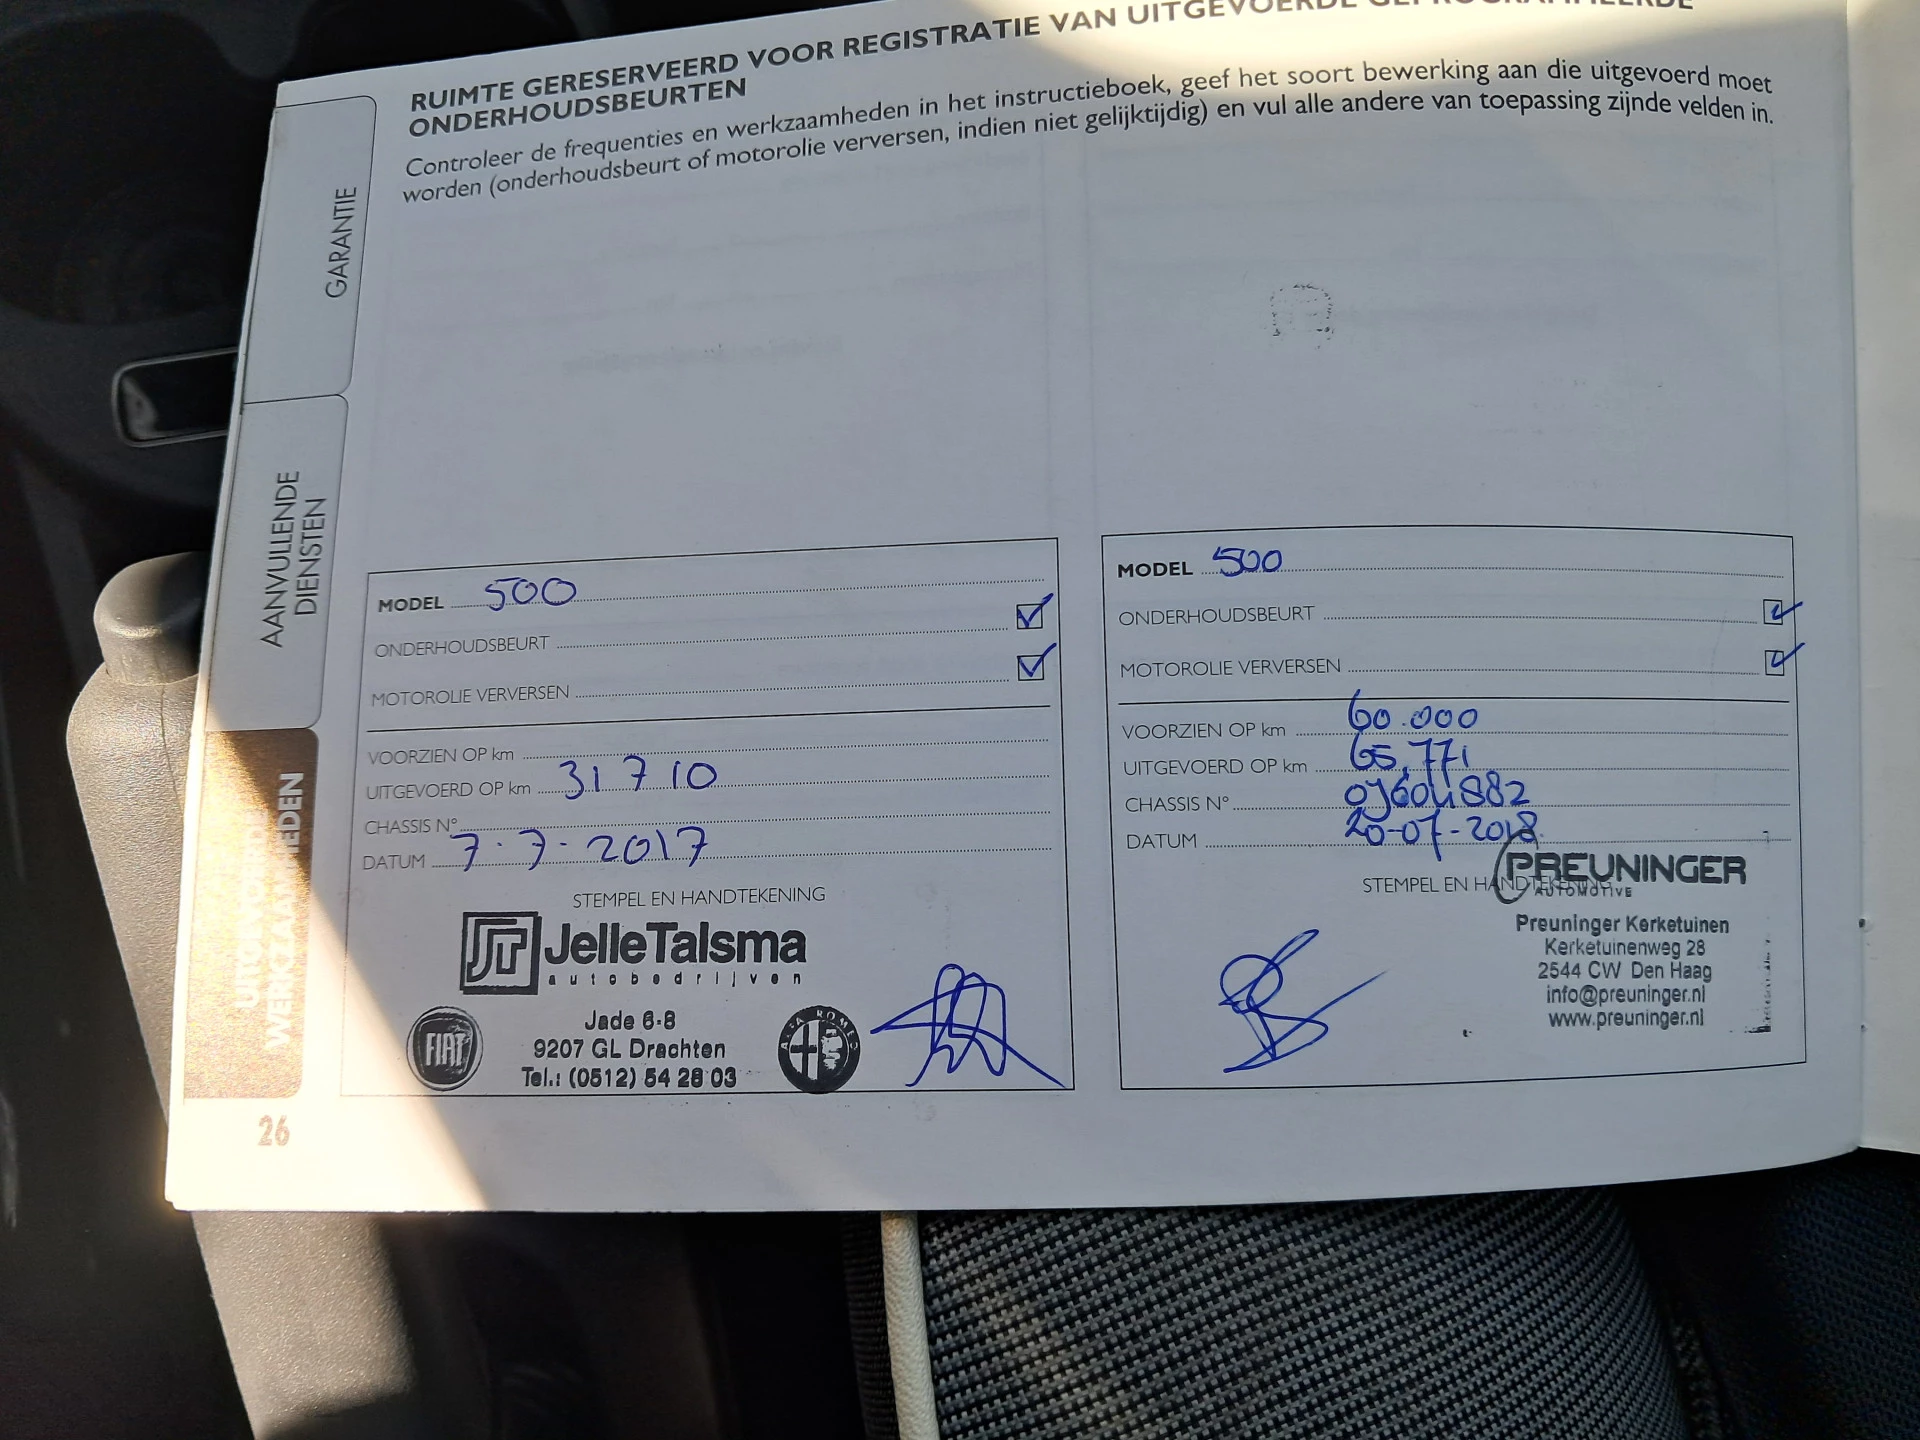 RUIMTE GERESERVEERD VOOR REGISTRATIE VAN UITGEVOERDE GEPROGRAMMEERDE
ONDERHOUDSBEURTEN
Controleer de frequenties en werkzaamheden in het instructieboek, geef het soort bewerking aan die uitgevoerd moet
worden (onderhoudsbeurt of motorolie verversen, indien niet gelijktijdig) en vul alle andere van toepassing zijnde velden in.
GARANTIE
AANVULLENDE
DIENSTEN
UITGEVOERDE
WERKZAAMHEDEN
26
MODEL 500
ONDERHOUDSBEURT
MOTOROLIE VERVERSEN
VOORZIEN OP km
UITGEVOERD OP km 31710
CHASSIS N°
DATUM 7-7-2017
STEMPEL EN HANDTEKENING
JT JelleTalsma
autobedrijven
FIAT
Jade 6-8
9207 GL Drachten
Tel.: (0512) 54 28 03
ALFA ROMEO
MODEL 500
ONDERHOUDSBEURT
MOTOROLIE VERVERSEN
VOORZIEN OP km 60.000
UITGEVOERD OP km 65.771
CHASSIS N° 0J604882
DATUM 20-07-2018
STEMPEL EN HANDTEKENING
PREUNINGER
AUTOMOTIVE
Preuninger Kerketuinen
Kerketuinenweg 28
2544 CW Den Haag
info@preuninger.nl
www.preuninger.nl